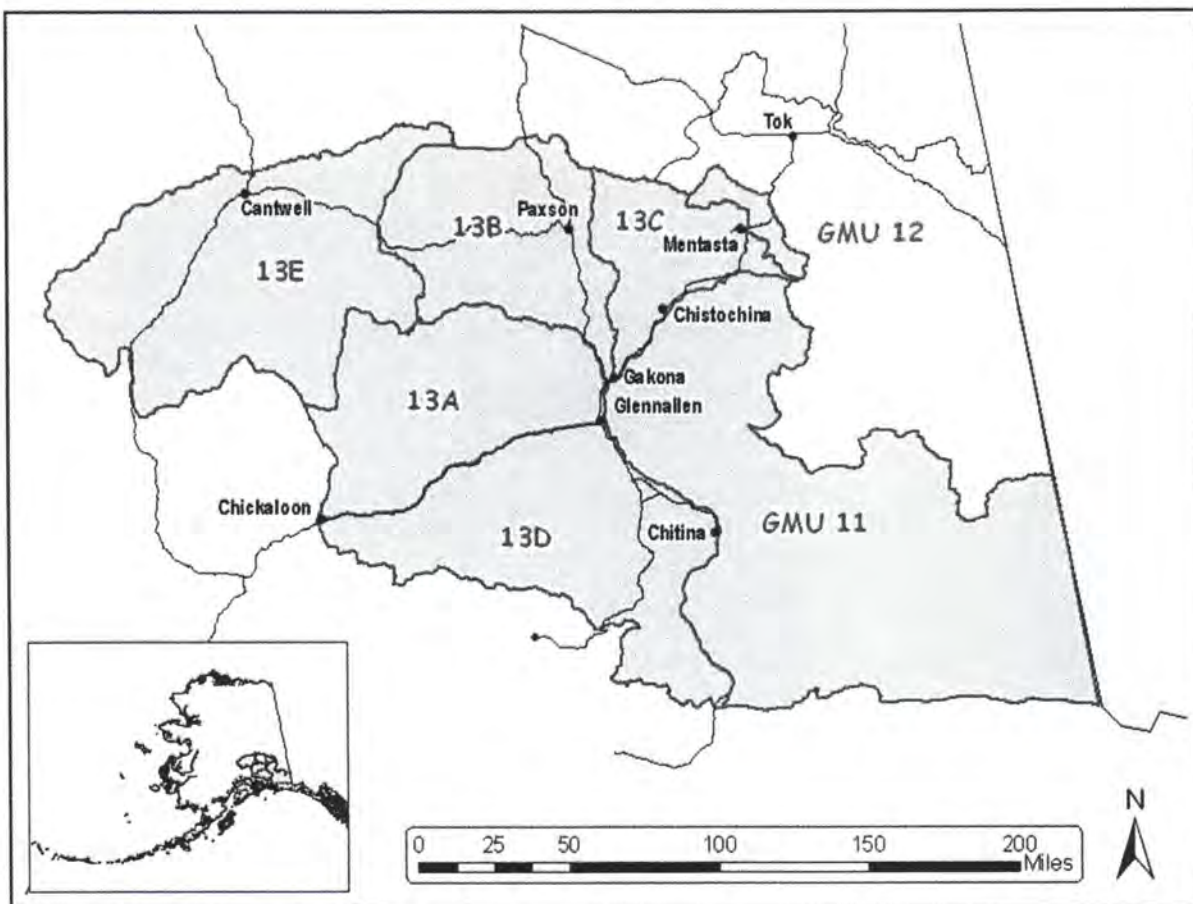 Tok
Cantwell
13B
Paxson
13C
Mentasta
GMU 12
13E
Chistochina
13A
Gakona
Glennallen
Chickaloon
13D
Chitina
GMU 11
N
0 25 50 100 150 200
Miles